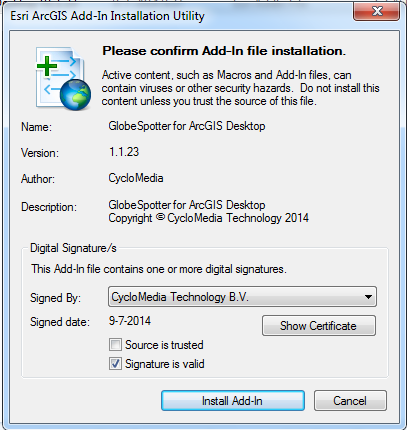 Esri ArcGIS Add-In Installation Utility
Please confirm Add-In file installation.
Active content, such as Macros and Add-In files, can
contain viruses or other security hazards. Do not install this
content unless you trust the source of this file.
Name: GlobeSpotter for ArcGIS Desktop
Version: 1.1.23
Author: CycloMedia
Description: GlobeSpotter for ArcGIS Desktop
Copyright © CycloMedia Technology 2014
Digital Signature/s
This Add-In file contains one or more digital signatures.
Signed By: CycloMedia Technology B.V.
Signed date: 9-7-2014 Show Certificate
Source is trusted
Signature is valid
Install Add-In Cancel